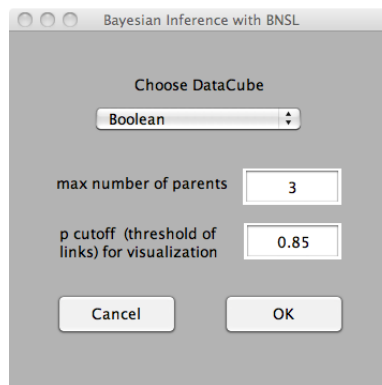 Bayesian Inference with BNSL
Choose DataCube
Boolean
max number of parents
3
p cutoff (threshold of
links) for visualization
0.85
Cancel
OK